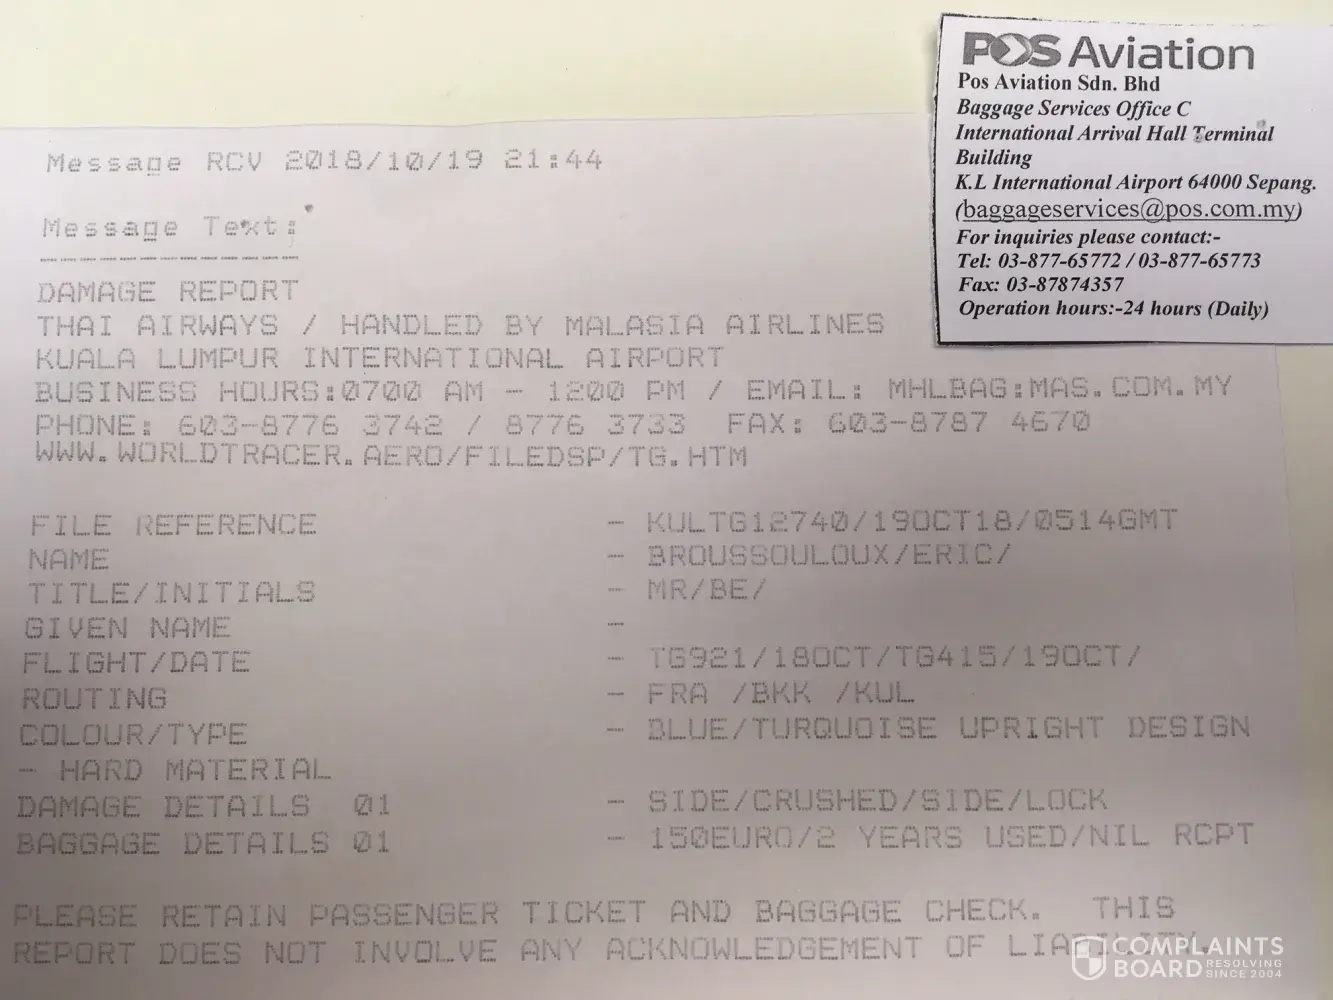 POS Aviation
Pos Aviation Sdn. Bhd
Baggage Services Office C
International Arrival Hall Terminal
Building
K.L International Airport 64000 Sepang.
(baggageservices@pos.com.my)
For inquiries please contact:-
Tel: 03-877-65772 / 03-877-65773
Fax: 03-87874357
Operation hours:-24 hours (Daily)
Message RCV 2018/10/19 21:44
Message Text:
DAMAGE REPORT
THAI AIRWAYS / HANDLED BY MALASIA AIRLINES
KUALA LUMPUR INTERNATIONAL AIRPORT
BUSINESS HOURS:0700 AM - 1200 PM / EMAIL: MHLBAG:MAS.COM.MY
PHONE: 603-8776 3742 / 8776 3733 FAX: 603-8787 4670
WWW.WORLDTRACER.AERO/FILEDSP/TG.HTM
FILE REFERENCE - KULTG12740/19OCT18/0514GMT
NAME - BROUSSOULOUX/ERIC/
TITLE/INITIALS - MR/BE/
GIVEN NAME -
FLIGHT/DATE - TG921/18OCT/TG415/19OCT/
ROUTING - FRA /BKK /KUL
COLOUR/TYPE - BLUE/TURQUOISE UPRIGHT DESIGN
- HARD MATERIAL
DAMAGE DETAILS 01 - SIDE/CRUSHED/SIDE/LOCK
BAGGAGE DETAILS 01 - 150EURO/2 YEARS USED/NIL RCPT
PLEASE RETAIN PASSENGER TICKET AND BAGGAGE CHECK. THIS
REPORT DOES NOT INVOLVE ANY ACKNOWLEDGEMENT OF LIABILITY.
COMPLAINTS
BOARD RESOLVING
SINCE 2004